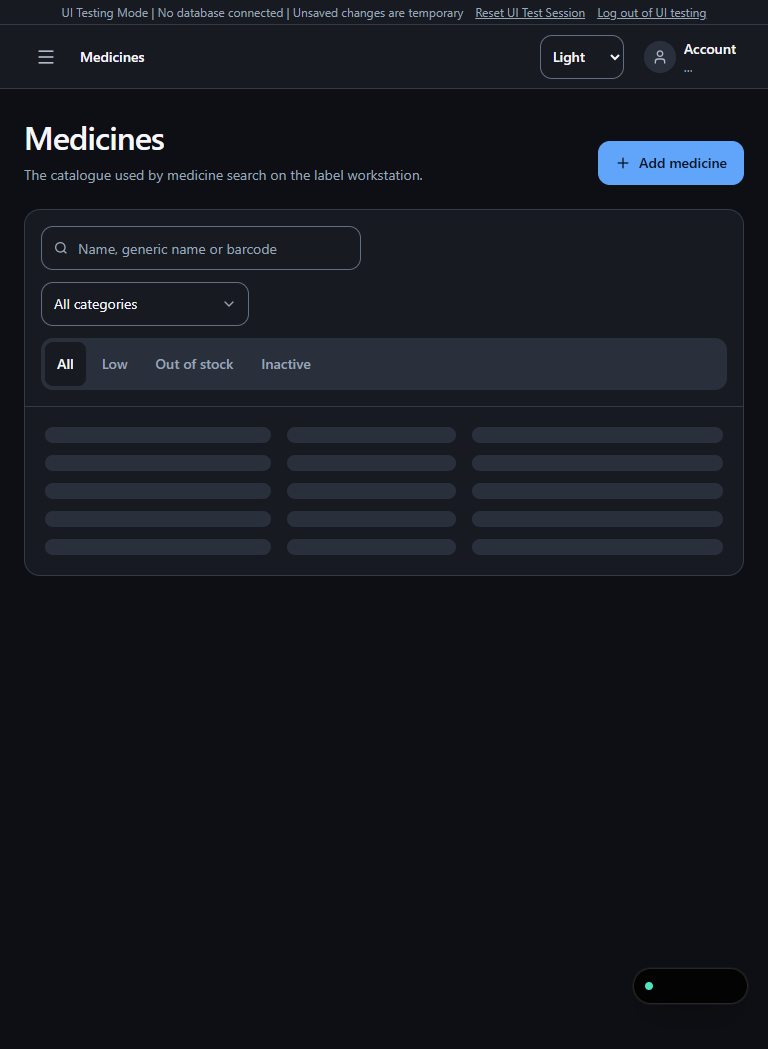 UI Testing Mode | No database connected | Unsaved changes are temporary Reset UI Test Session Log out of UI testing
Medicines
Light
Account
...
Medicines
The catalogue used by medicine search on the label workstation.
Add medicine
Name, generic name or barcode
All categories
All Low Out of stock Inactive